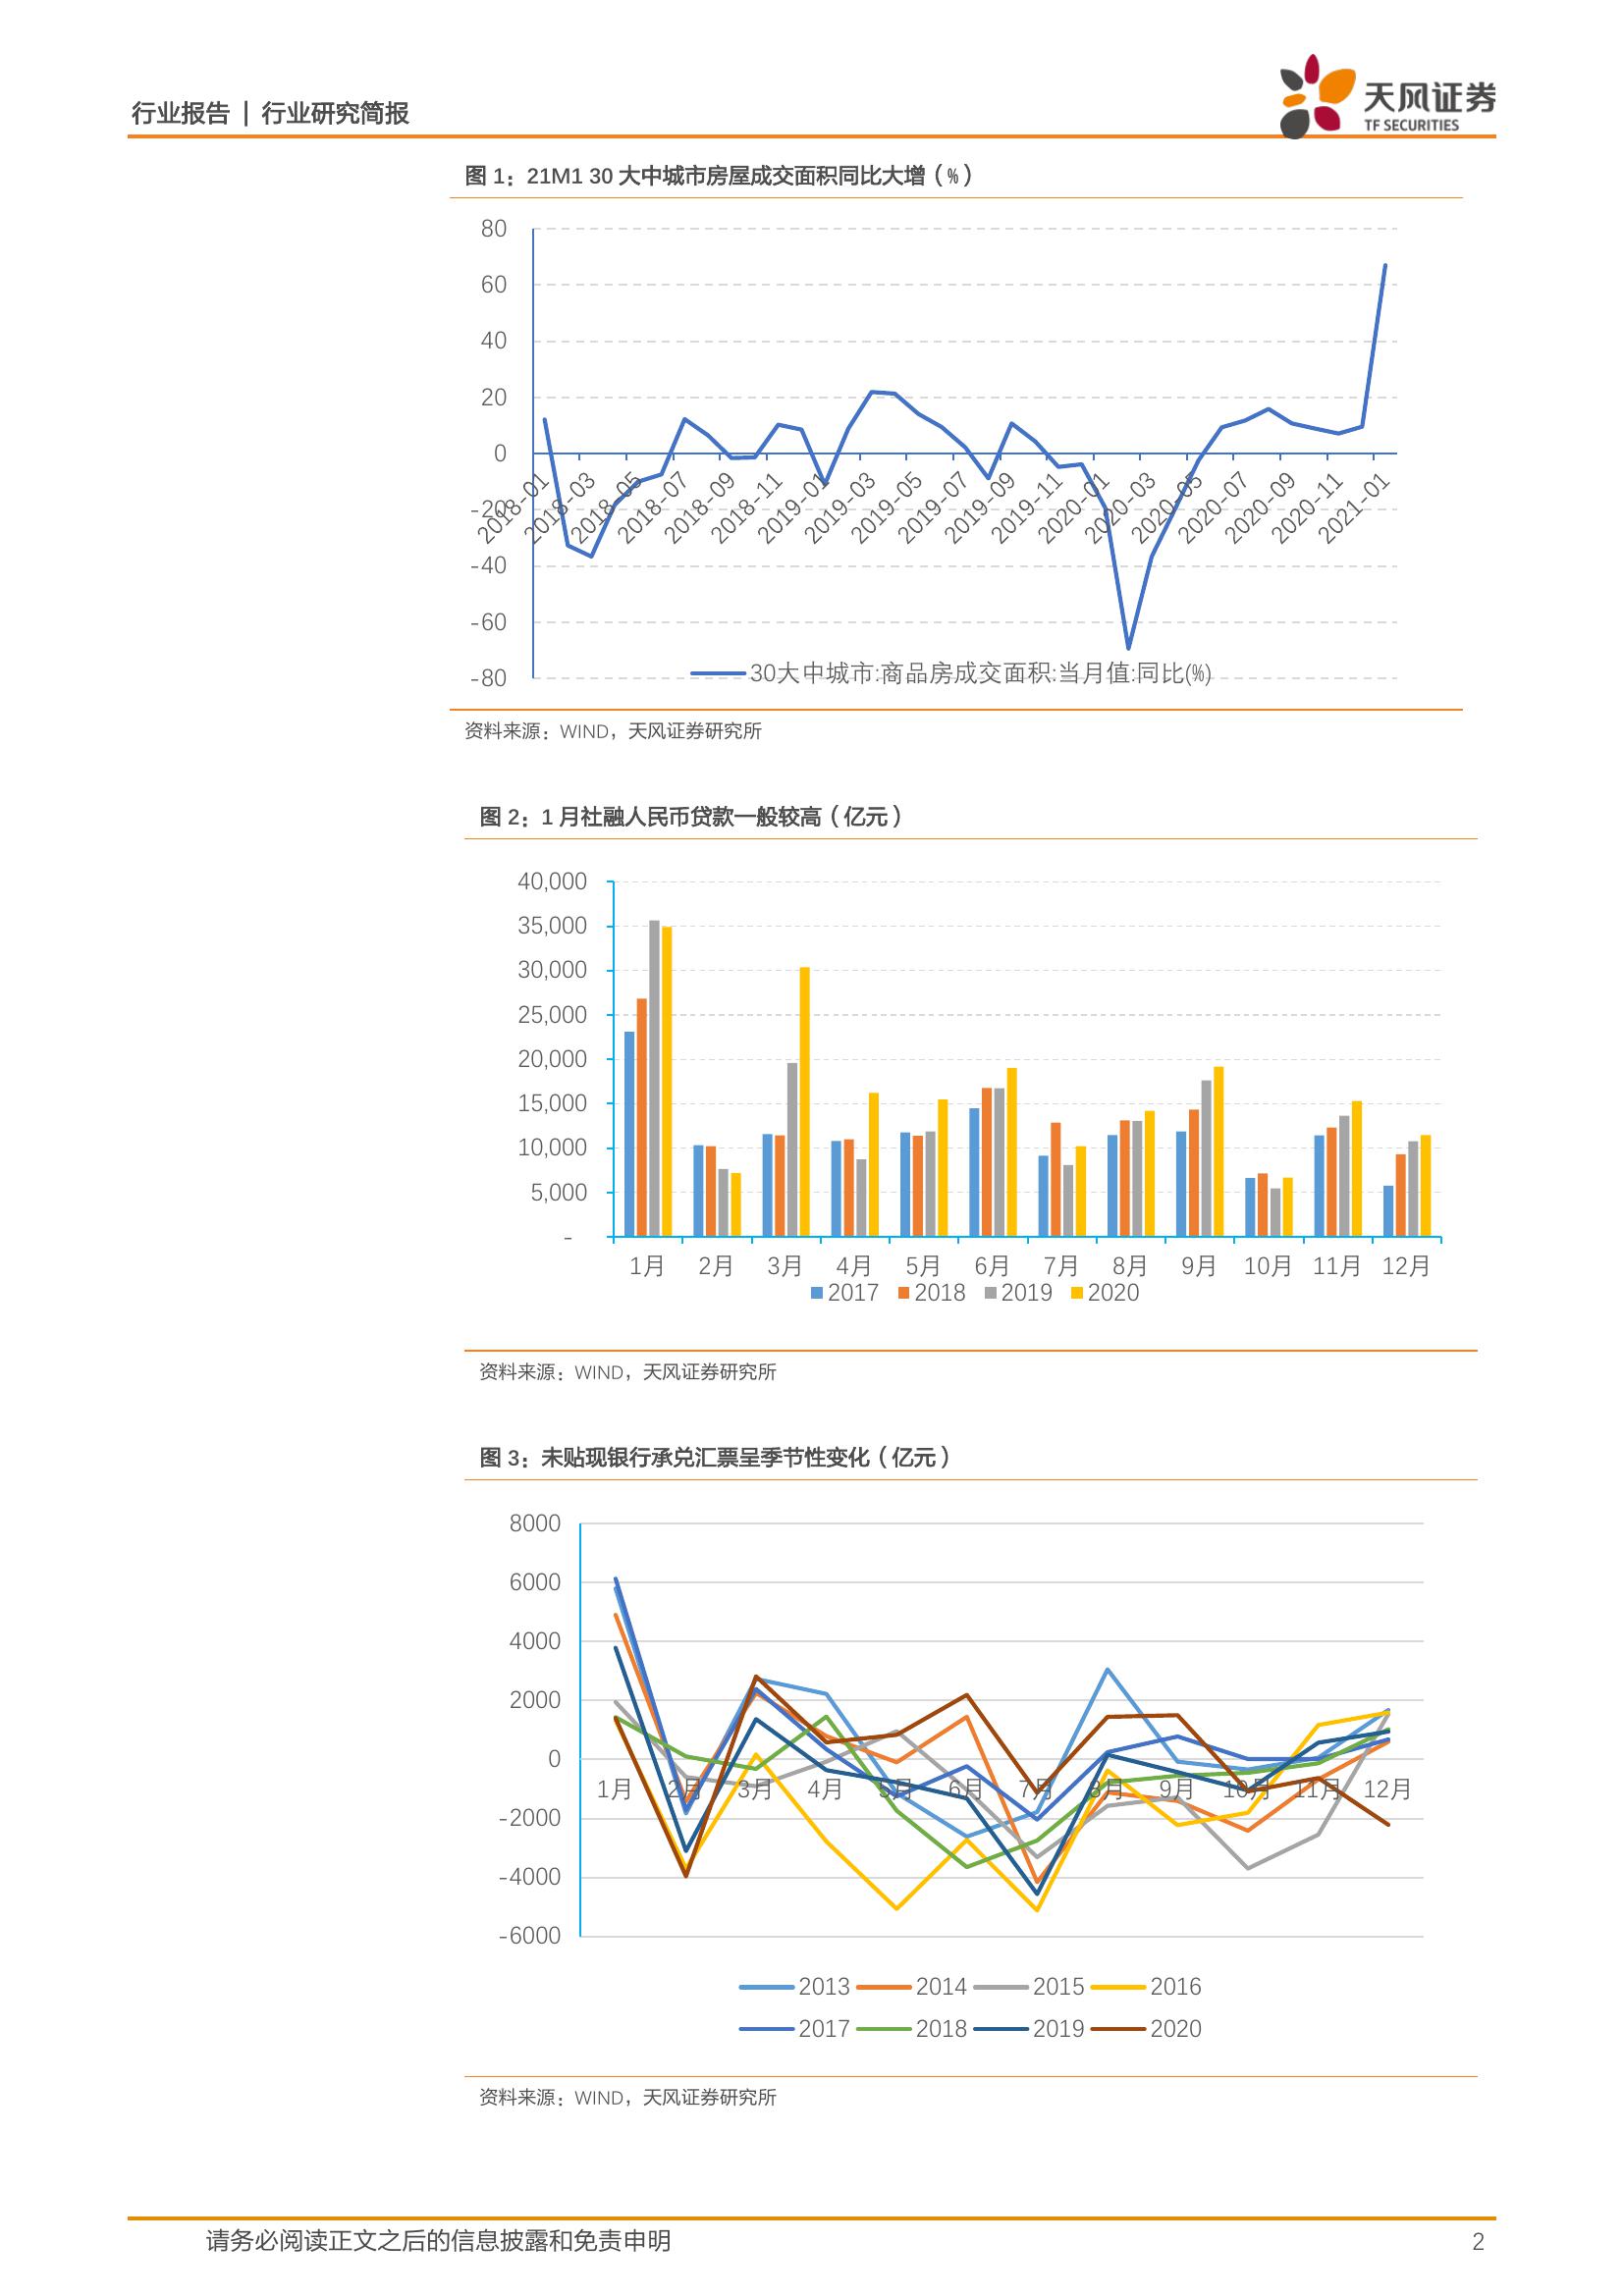 行业报告 | 行业研究简报
天风证券
TF SECURITIES
图 1：21M1 30 大中城市房屋成交面积同比大增（%）
80
60
40
20
0
-20
-40
-60
-80
2018-01 2018-03 2018-05 2018-07 2018-09 2018-11 2019-01 2019-03 2019-05 2019-07 2019-09 2019-11 2020-01 2020-03 2020-05 2020-07 2020-09 2020-11 2021-01
30大中城市:商品房成交面积:当月值:同比(%)
资料来源：WIND，天风证券研究所
图 2：1 月社融人民币贷款一般较高（亿元）
40,000
35,000
30,000
25,000
20,000
15,000
10,000
5,000
-
1月 2月 3月 4月 5月 6月 7月 8月 9月 10月 11月 12月
2017 2018 2019 2020
资料来源：WIND，天风证券研究所
图 3：未贴现银行承兑汇票呈季节性变化（亿元）
8000
6000
4000
2000
0
1月 2月 3月 4月 5月 6月 7月 8月 9月 10月 11月 12月
-2000
-4000
-6000
2013 2014 2015 2016
2017 2018 2019 2020
资料来源：WIND，天风证券研究所
请务必阅读正文之后的信息披露和免责申明 2